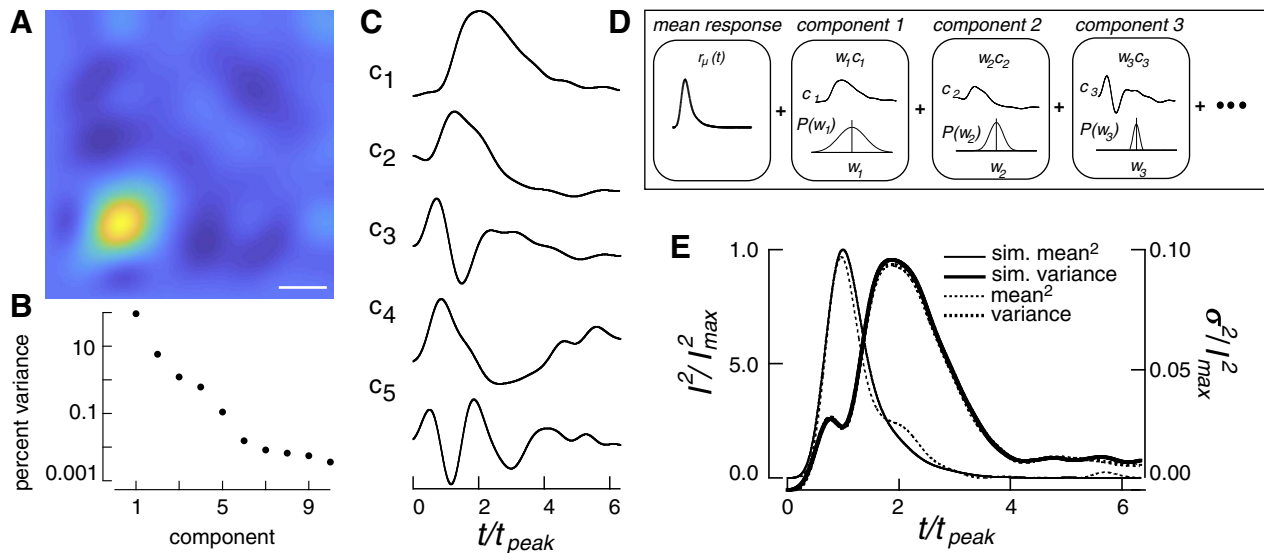 A
B
percent variance
10
0.1
0.001
1
5
9
component
C
c1
c2
c3
c4
c5
0
2
4
6
t/tpeak
D
mean response
component 1
component 2
component 3
rμ(t)
w1c1
w2c2
w3c3
c1
c2
c3
P(w1)
P(w2)
P(w3)
w1
w2
w3
+
+
+
+
•••
E
sim. mean2
sim. variance
mean2
variance
I2/I2max
1.0
5.0
0.0
0.10
0.05
0.00
σ2/I2max
0
2
4
6
t/tpeak